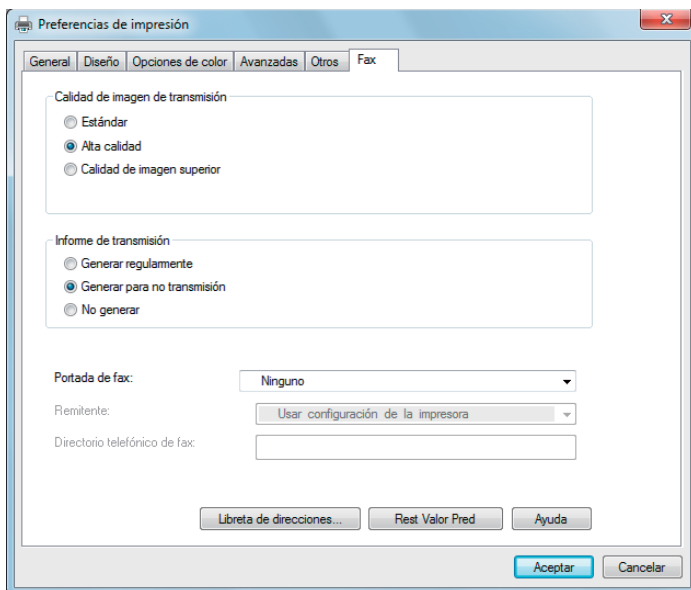 Preferencias de impresión
General Diseño Opciones de color Avanzadas Otros Fax
Calidad de imagen de transmisión
Estándar
Alta calidad
Calidad de imagen superior
Informe de transmisión
Generar regularmente
Generar para no transmisión
No generar
Portada de fax: Ninguno
Remitente: Usar configuración de la impresora
Directorio telefónico de fax:
Libreta de direcciones... Rest Valor Pred Ayuda
Aceptar Cancelar